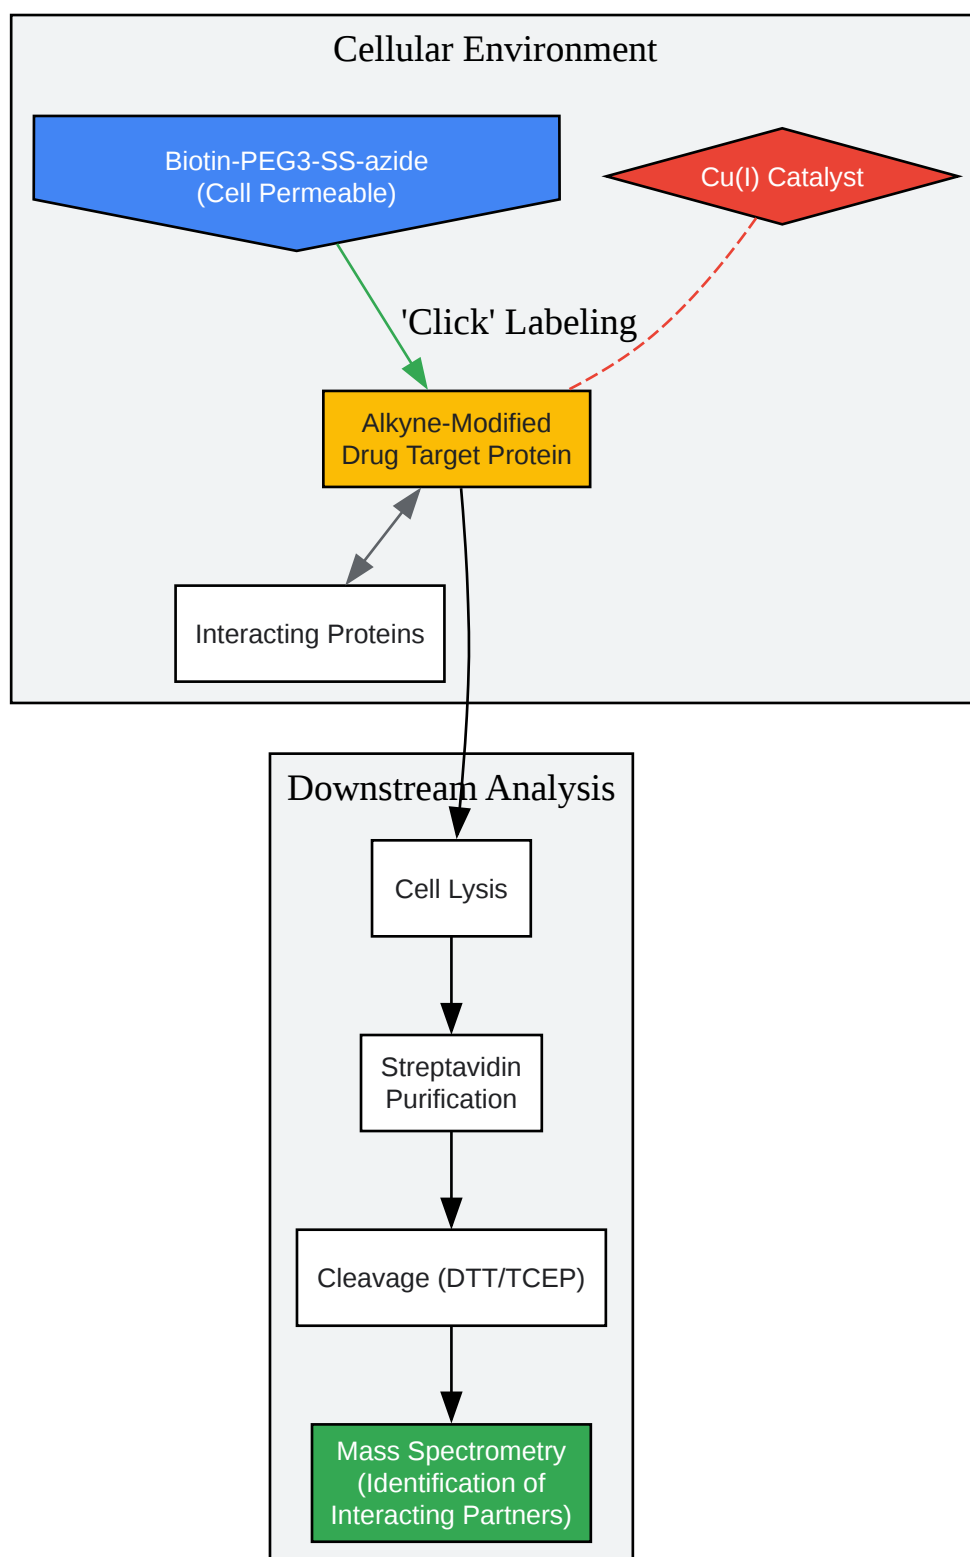 Cellular Environment
Biotin-PEG3-SS-azide
(Cell Permeable)
Cu(I) Catalyst
'Click' Labeling
Alkyne-Modified
Drug Target Protein
Interacting Proteins
Downstream Analysis
Cell Lysis
Streptavidin
Purification
Cleavage (DTT/TCEP)
Mass Spectrometry
(Identification of
Interacting Partners)